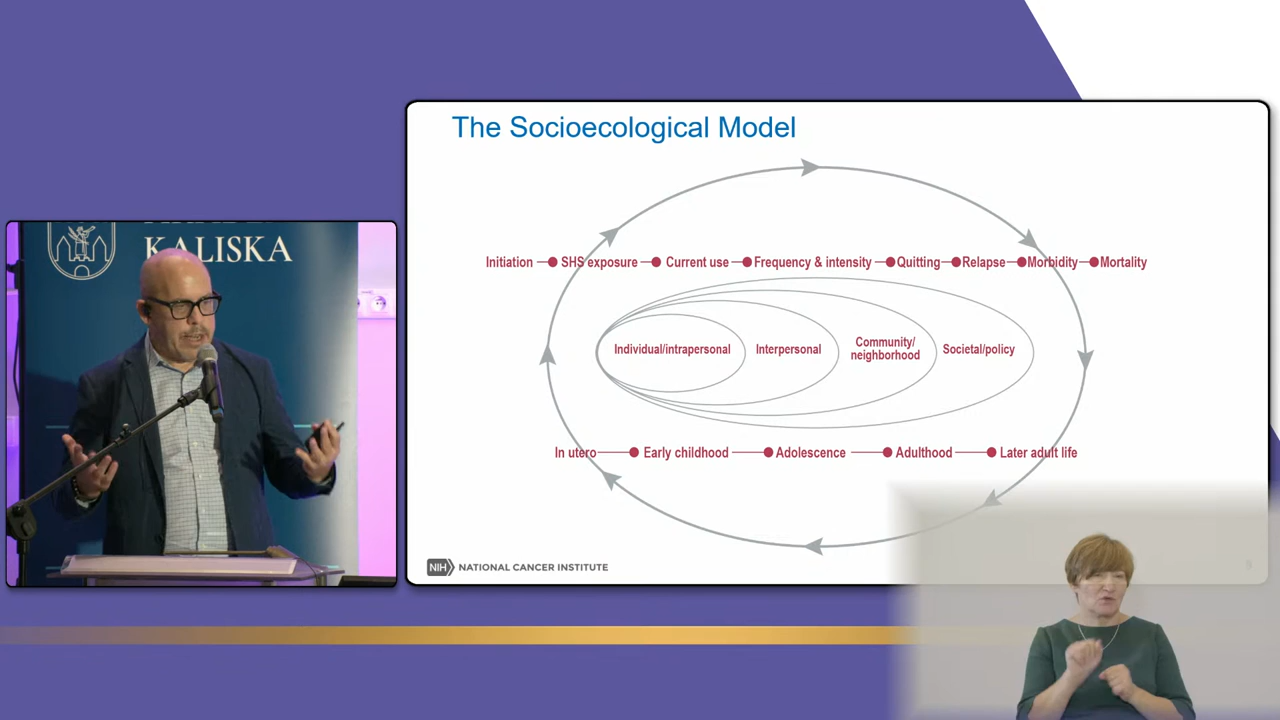 KALISKA
The Socioecological Model
Initiation SHS exposure Current use Frequency & intensity Quitting Relapse Morbidity Mortality
Individual/intrapersonal Interpersonal Community/ neighborhood Societal/policy
In utero Early childhood Adolescence Adulthood Later adult life
NIH NATIONAL CANCER INSTITUTE